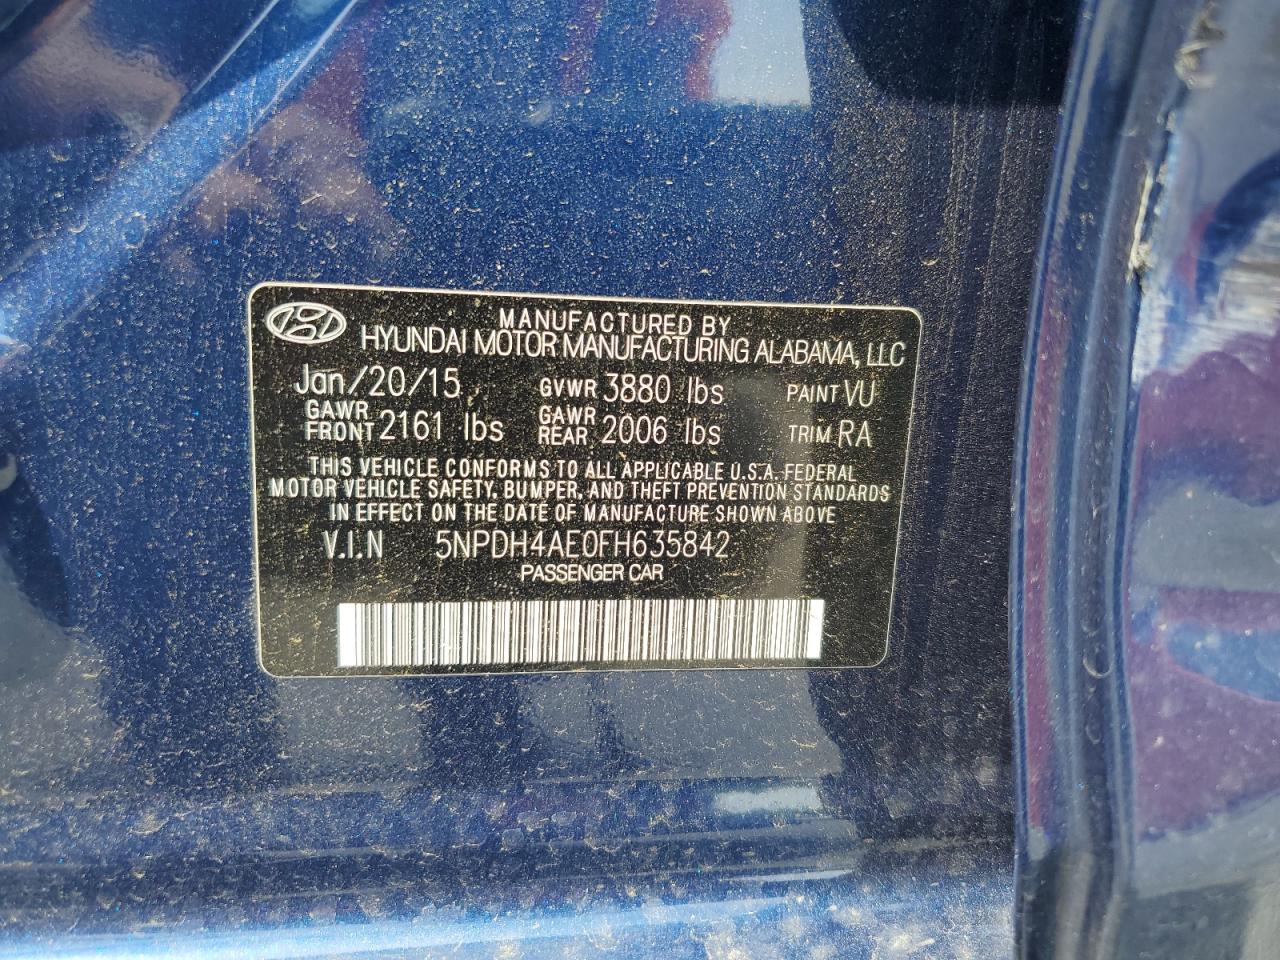 MANUFACTURED BY
HYUNDAI MOTOR MANUFACTURING ALABAMA, LLC
Jan/20/15 GVWR 3880 lbs PAINT VU
GAWR FRONT 2161 lbs GAWR REAR 2006 lbs TRIM RA
THIS VEHICLE CONFORMS TO ALL APPLICABLE U.S.A. FEDERAL
MOTOR VEHICLE SAFETY, BUMPER, AND THEFT PREVENTION STANDARDS
IN EFFECT ON THE DATE OF MANUFACTURE SHOWN ABOVE
V.I.N 5NPDH4AE0FH635842
PASSENGER CAR